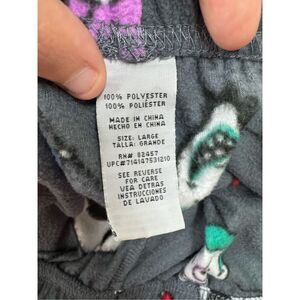 100% POLYESTER
100% POLIÉSTER
MADE IN CHINA
HECHO EN CHINA
SIZE: LARGE
TALLA: GRANDE
RN# 82457
UPC#714147531210
SEE REVERSE
FOR CARE
VEA DETRAS
INSTRUCCIONES
DE LAVADO